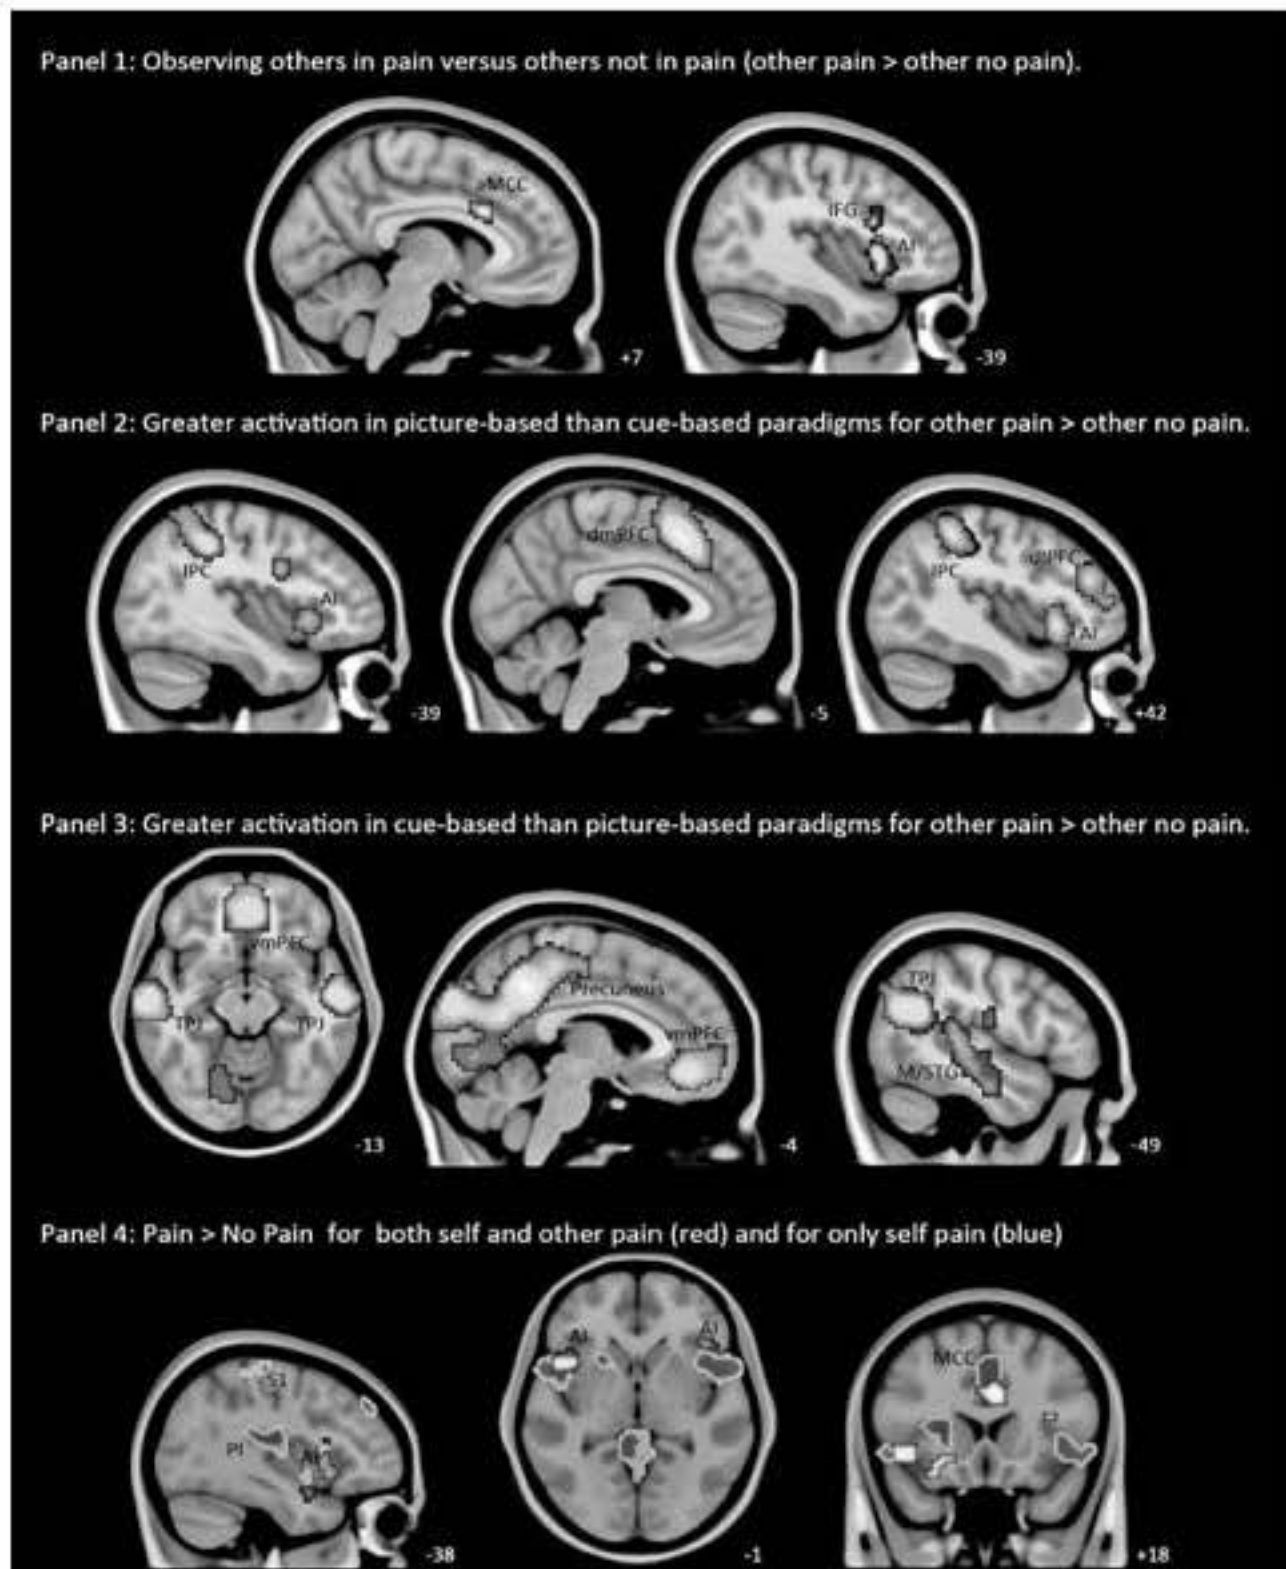 Panel 1: Observing others in pain versus others not in pain (other pain > other no pain).
aMCC
IFG
AI
+7
-39
Panel 2: Greater activation in picture-based than cue-based paradigms for other pain > other no pain.
dmPFC
dlPFC
IPC
IPC
AI
AI
-39
-5
+42
Panel 3: Greater activation in cue-based than picture-based paradigms for other pain > other no pain.
vmPFC
TPJ
Precuneus
TPJ
TPJ
vmPFC
M/STG
-13
-4
-49
Panel 4: Pain > No Pain for both self and other pain (red) and for only self pain (blue)
AI
AI
MCC
S1
PI
AI
-38
-1
+18